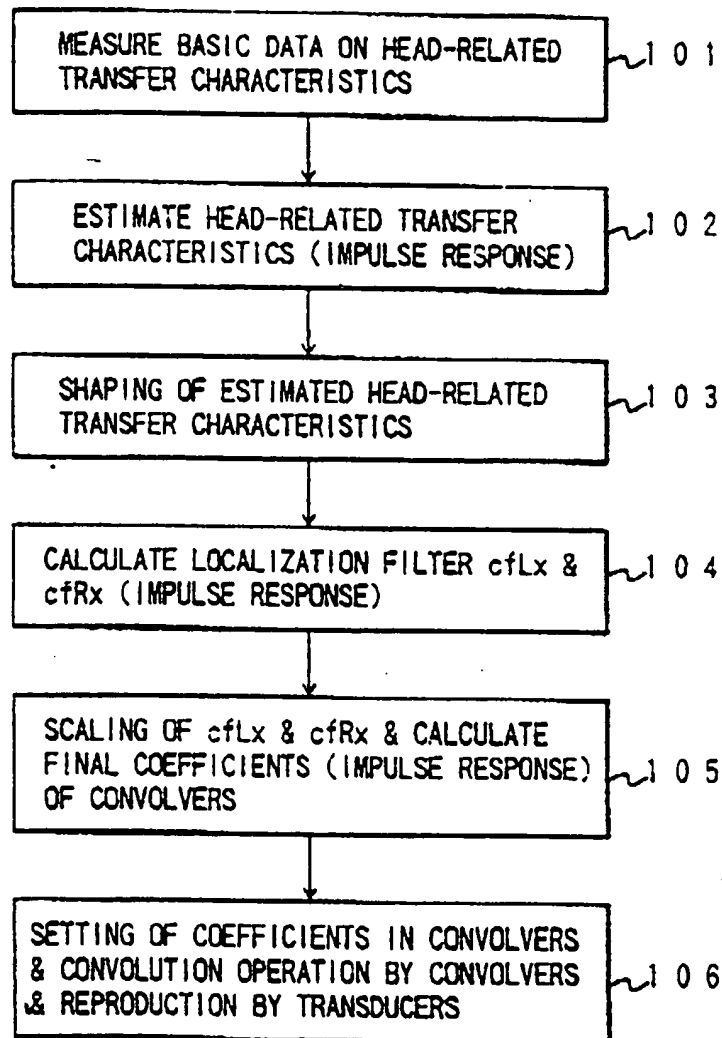 MEASURE BASIC DATA ON HEAD-RELATED
TRANSFER CHARACTERISTICS
101
ESTIMATE HEAD-RELATED TRANSFER
CHARACTERISTICS (IMPULSE RESPONSE)
102
SHAPING OF ESTIMATED HEAD-RELATED
TRANSFER CHARACTERISTICS
103
CALCULATE LOCALIZATION FILTER cfLx &
cfRx (IMPULSE RESPONSE)
104
SCALING OF cfLx & cfRx & CALCULATE
FINAL COEFFICIENTS (IMPULSE RESPONSE)
OF CONVOLVERS
105
SETTING OF COEFFICIENTS IN CONVOLVERS
& CONVOLUTION OPERATION BY CONVOLVERS
& REPRODUCTION BY TRANSDUCERS
106